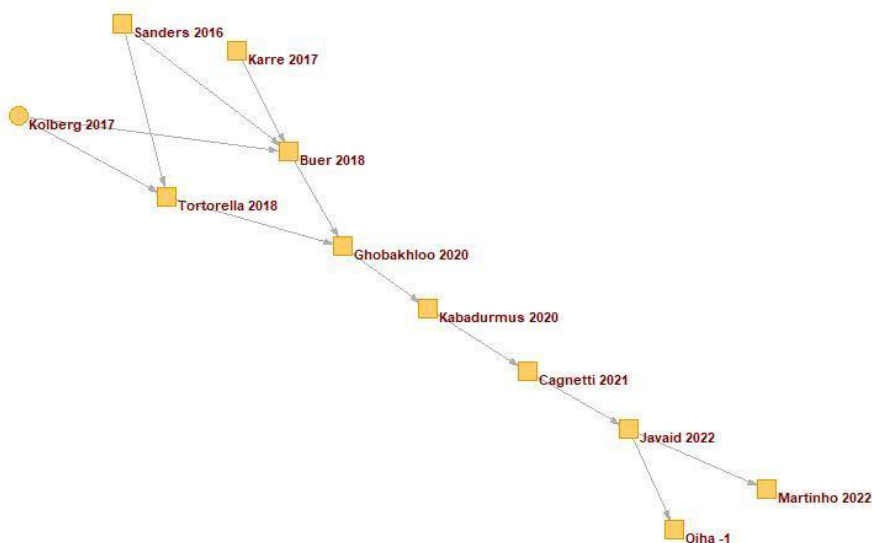 Sanders 2016
Karre 2017
Kolberg 2017
Buer 2018
Tortorella 2018
Ghobakhloo 2020
Kabadurmus 2020
Cagnetti 2021
Javaid 2022
Martinho 2022
Ojha -1